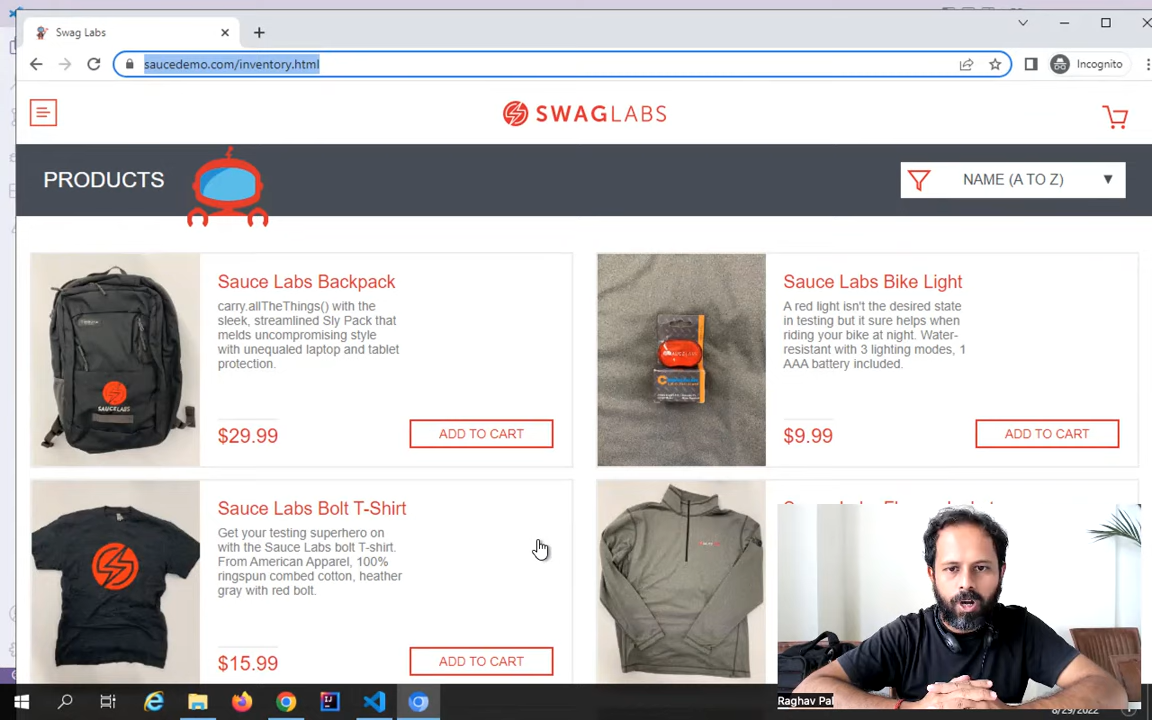 Swag Labs
saucedemo.com/inventory.html
Incognito
SWAGLABS
PRODUCTS
NAME (A TO Z)
Sauce Labs Backpack
carry.allTheThings() with the
sleek, streamlined Sly Pack that
melds uncompromising style
with unequaled laptop and tablet
protection.
$29.99
ADD TO CART
Sauce Labs Bike Light
A red light isn't the desired state
in testing but it sure helps when
riding your bike at night. Water-
resistant with 3 lighting modes, 1
AAA battery included.
$9.99
ADD TO CART
Sauce Labs Bolt T-Shirt
Get your testing superhero on
with the Sauce Labs bolt T-shirt.
From American Apparel, 100%
ringspun combed cotton, heather
gray with red bolt.
$15.99
ADD TO CART
SAUCELABS
Raghav Pal
8/29/2022